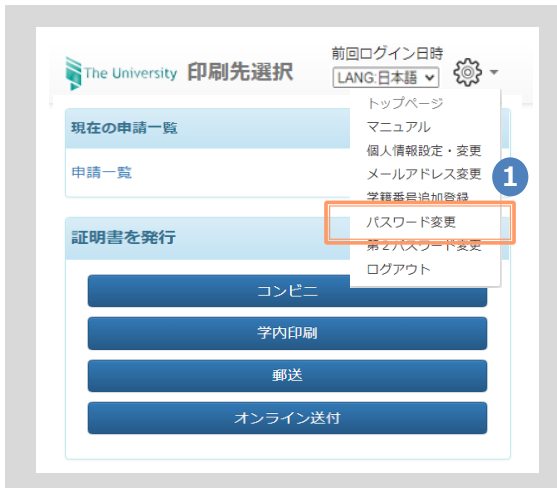 前回ログイン日時
The University 印刷先選択
LANG:日本語
トップページ
マニュアル
個人情報設定・変更
メールアドレス変更
学籍番号追加登録
パスワード変更
第2パスワード変更
ログアウト
1
現在の申請一覧
申請一覧
証明書を発行
コンビニ
学内印刷
郵送
オンライン送付